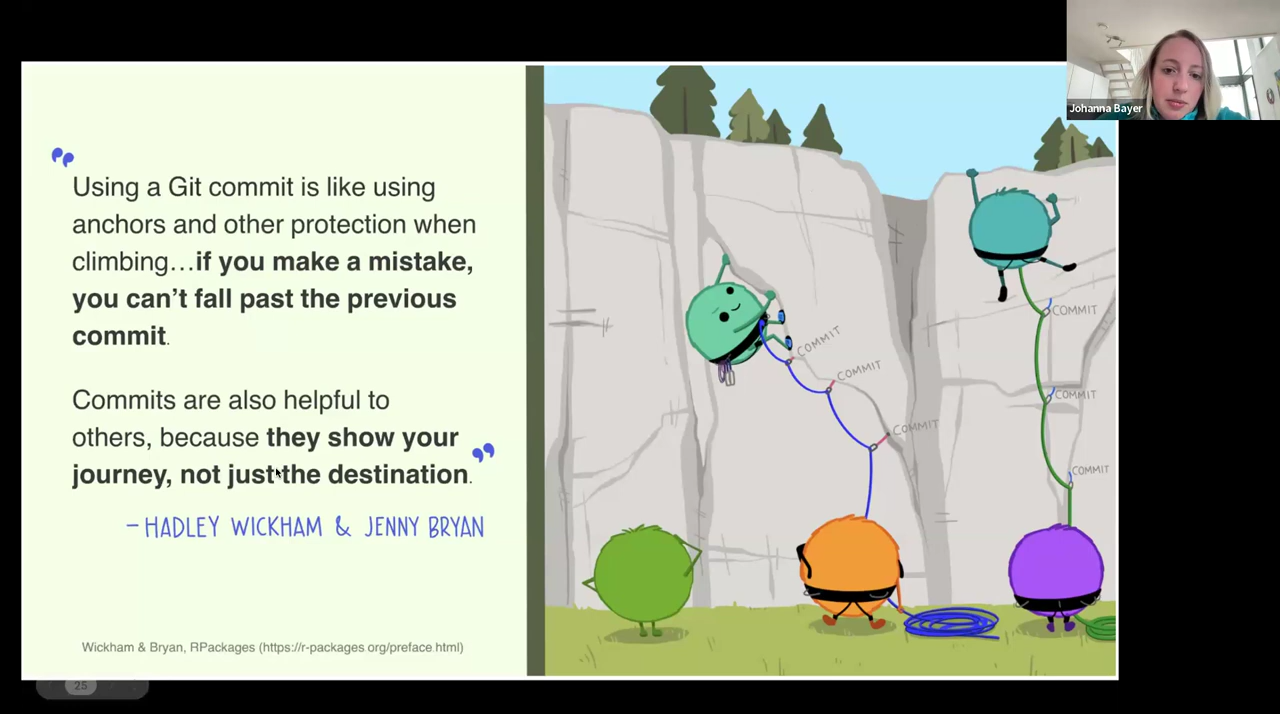 Johanna Bayer
❟❟
Using a Git commit is like using
anchors and other protection when
climbing…if you make a mistake,
you can’t fall past the previous
commit.
Commits are also helpful to
others, because they show your
journey, not just the destination.
– HADLEY WICKHAM & JENNY BRYAN
Wickham & Bryan, RPackages (https://r-packages.org/preface.html)
COMMIT
COMMIT
COMMIT
COMMIT
COMMIT
COMMIT
25